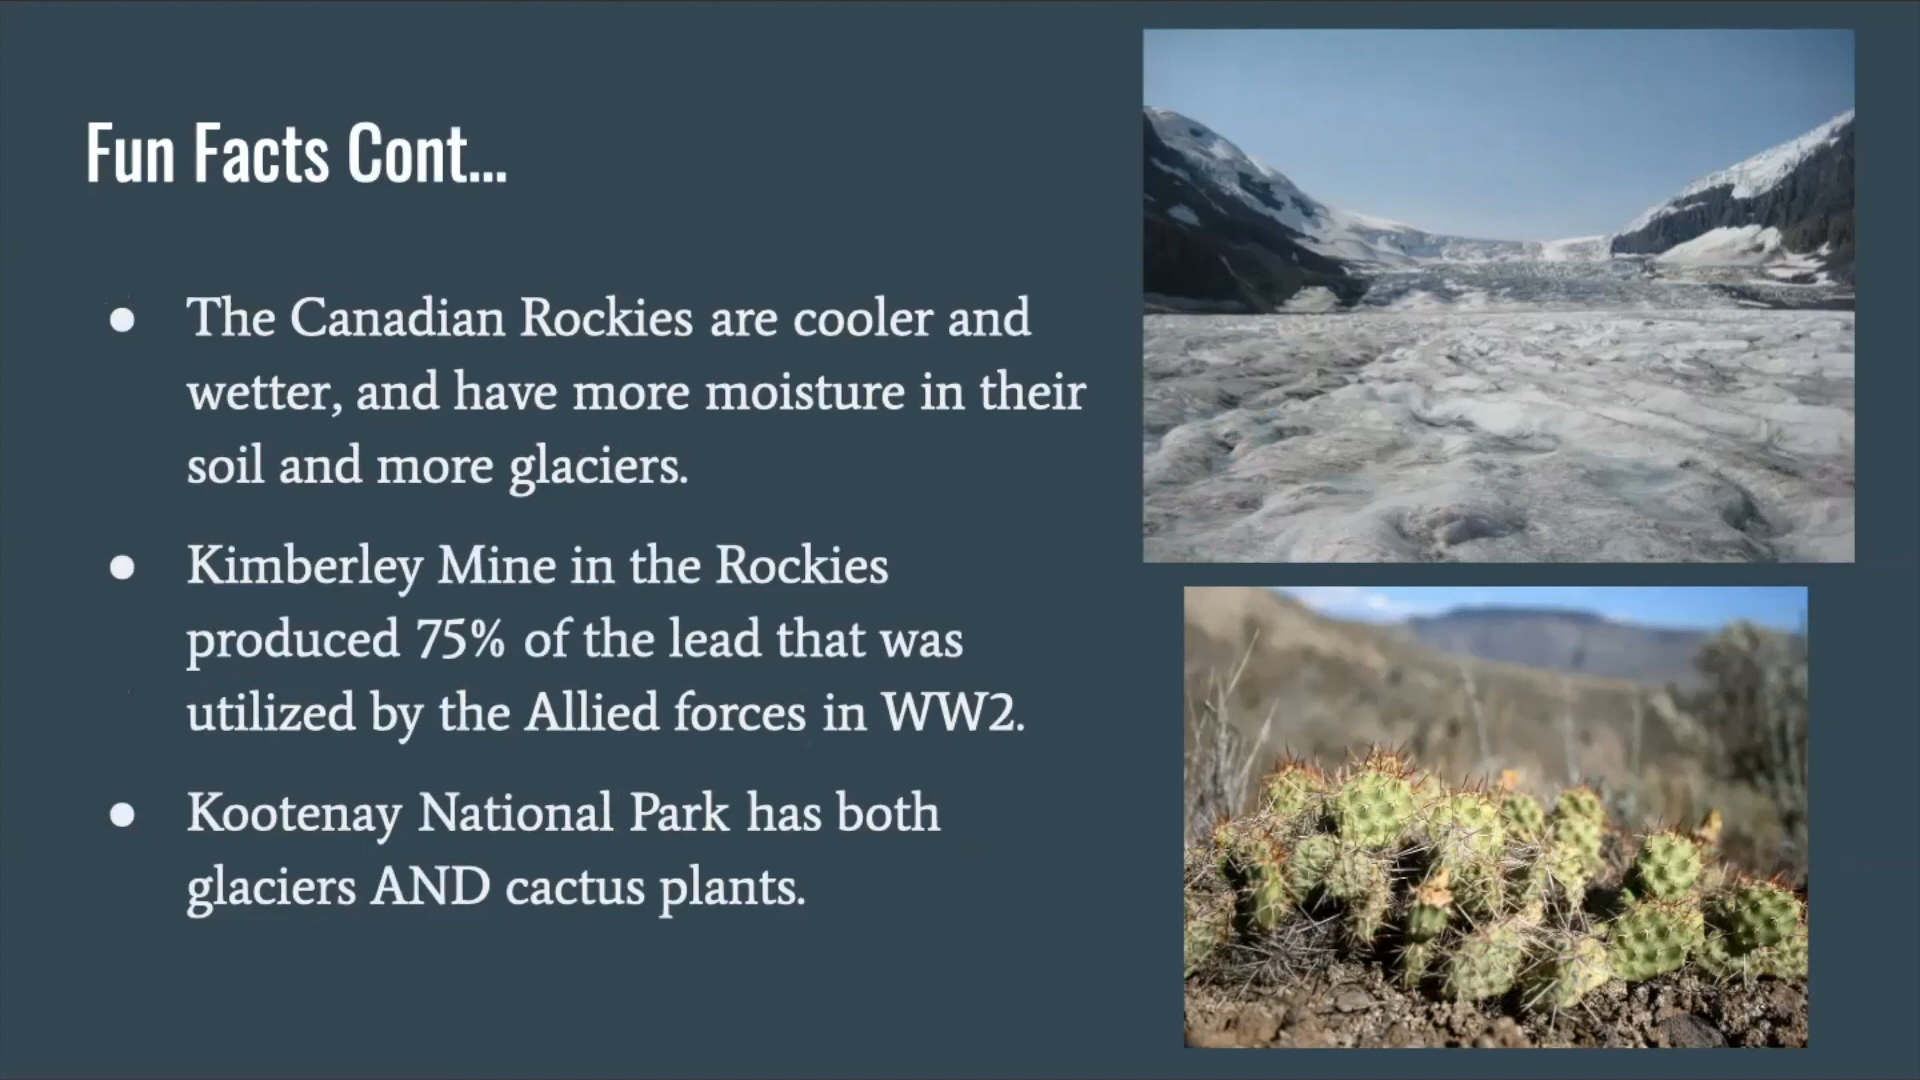 Fun Facts Cont...
● The Canadian Rockies are cooler and
wetter, and have more moisture in their
soil and more glaciers.
● Kimberley Mine in the Rockies
produced 75% of the lead that was
utilized by the Allied forces in WW2.
● Kootenay National Park has both
glaciers AND cactus plants.